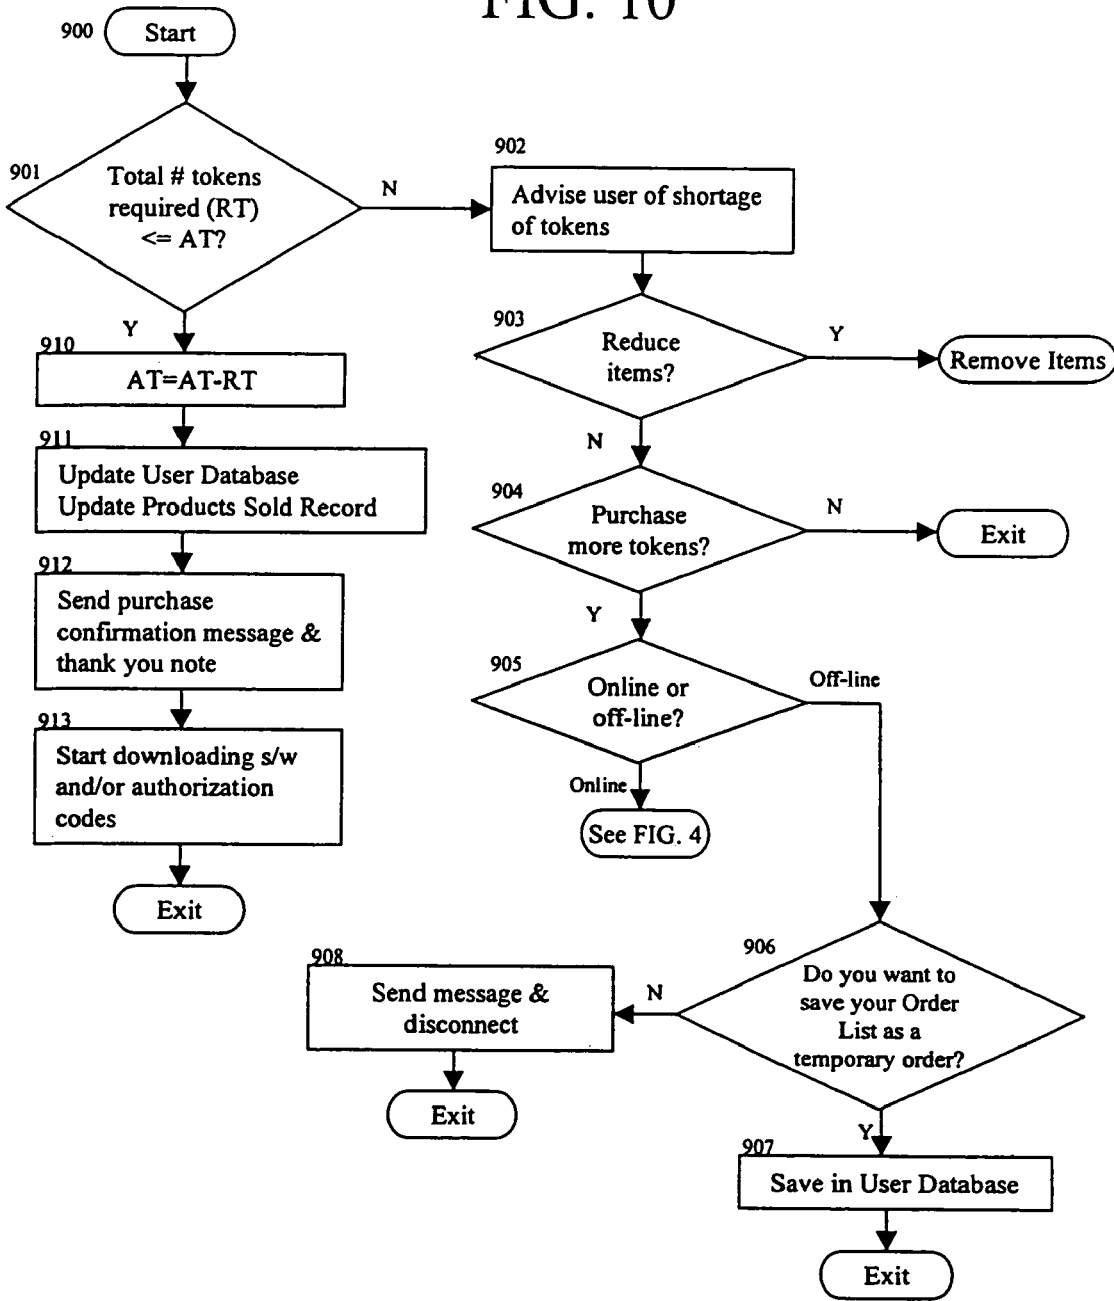 FIG. 10
900
Start
901
Total # tokens
required (RT)
<= AT?
N
902
Advise user of shortage
of tokens
Y
903
Reduce
items?
Y
Remove Items
910
AT=AT-RT
N
911
Update User Database
Update Products Sold Record
904
Purchase
more tokens?
N
Exit
912
Send purchase
confirmation message &
thank you note
Y
905
Online or
off-line?
Off-line
913
Start downloading s/w
and/or authorization
codes
Online
See FIG. 4
Exit
906
Do you want to
save your Order
List as a
temporary order?
N
908
Send message &
disconnect
Exit
Y
907
Save in User Database
Exit